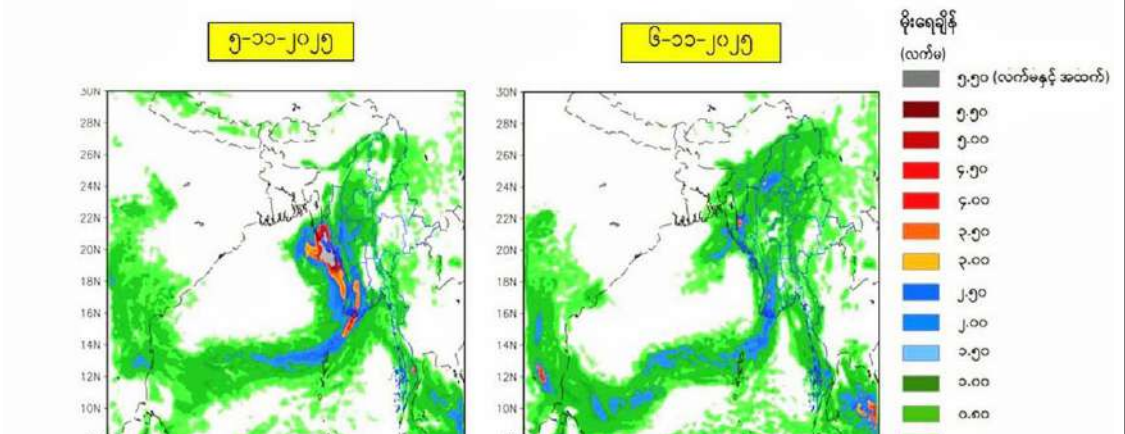 ၅-၁၁-၂၀၂၅
၆-၁၁-၂၀၂၅
မိုးရေချိန်
(လက်မ)
၅.၅၀ (လက်မနှင့် အထက်)
၅.၅၀
၅.၀၀
၄.၅၀
၄.၀၀
၃.၅၀
၃.၀၀
၂.၅၀
၂.၀၀
၁.၅၀
၁.၀၀
၀.၈၀
30N
28N
26N
24N
22N
20N
18N
16N
14N
12N
10N
30N
28N
26N
24N
22N
20N
18N
16N
14N
12N
10N